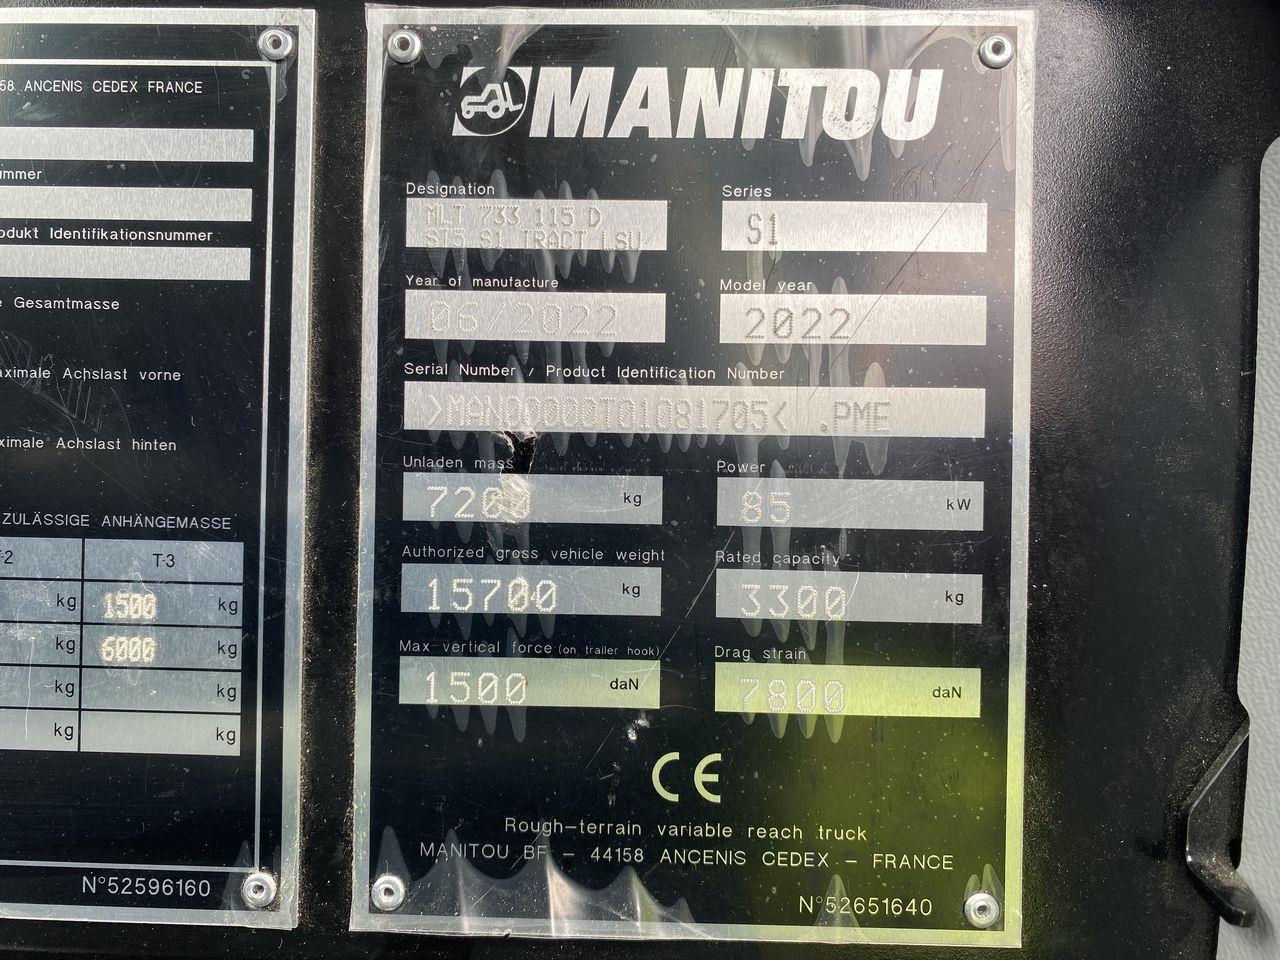 58 ANCENIS CEDEX FRANCE
ummer
odukt Identifikationsnummer
e Gesamtmasse
aximale Achslast vorne
ximale Achslast hinten
ZULÄSSIGE ANHÄNGEMASSE
-2 T-3
kg 1500 kg
kg 6000 kg
kg kg
kg kg
N°52596160
MANITOU
Designation Series
MLT 733 115 D
ST5 S1 TRACT LSU S1
Year of manufacture Model year
06/2022 2022
Serial Number / Product Identification Number
>MAN00000T01081705< .PME
Unladen mass Power
7200 kg 85 kW
Authorized gross vehicle weight Rated capacity
15700 kg 3300 kg
Max vertical force (on trailer hook) Drag strain
1500 daN 7800 daN
CE
Rough-terrain variable reach truck
MANITOU BF - 44158 ANCENIS CEDEX - FRANCE
N°52651640